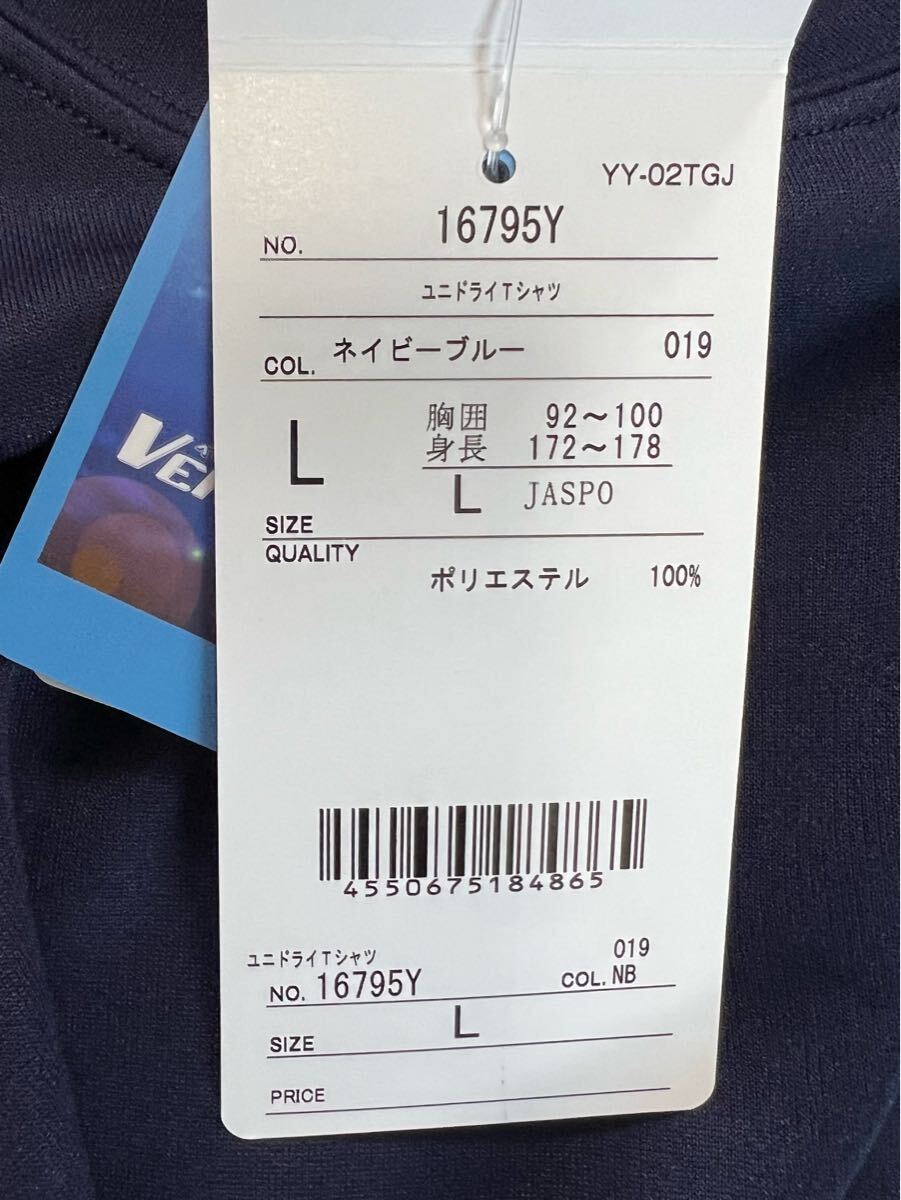 YY-02TGJ
NO. 16795Y
ユニドライTシャツ
COL. ネイビーブルー 019
胸囲 92～100
L 身長 172～178
L JASPO
SIZE
QUALITY
ポリエステル 100%
4550675184865
ユニドライTシャツ 019
NO. 16795Y COL. NB
L
SIZE
PRICE